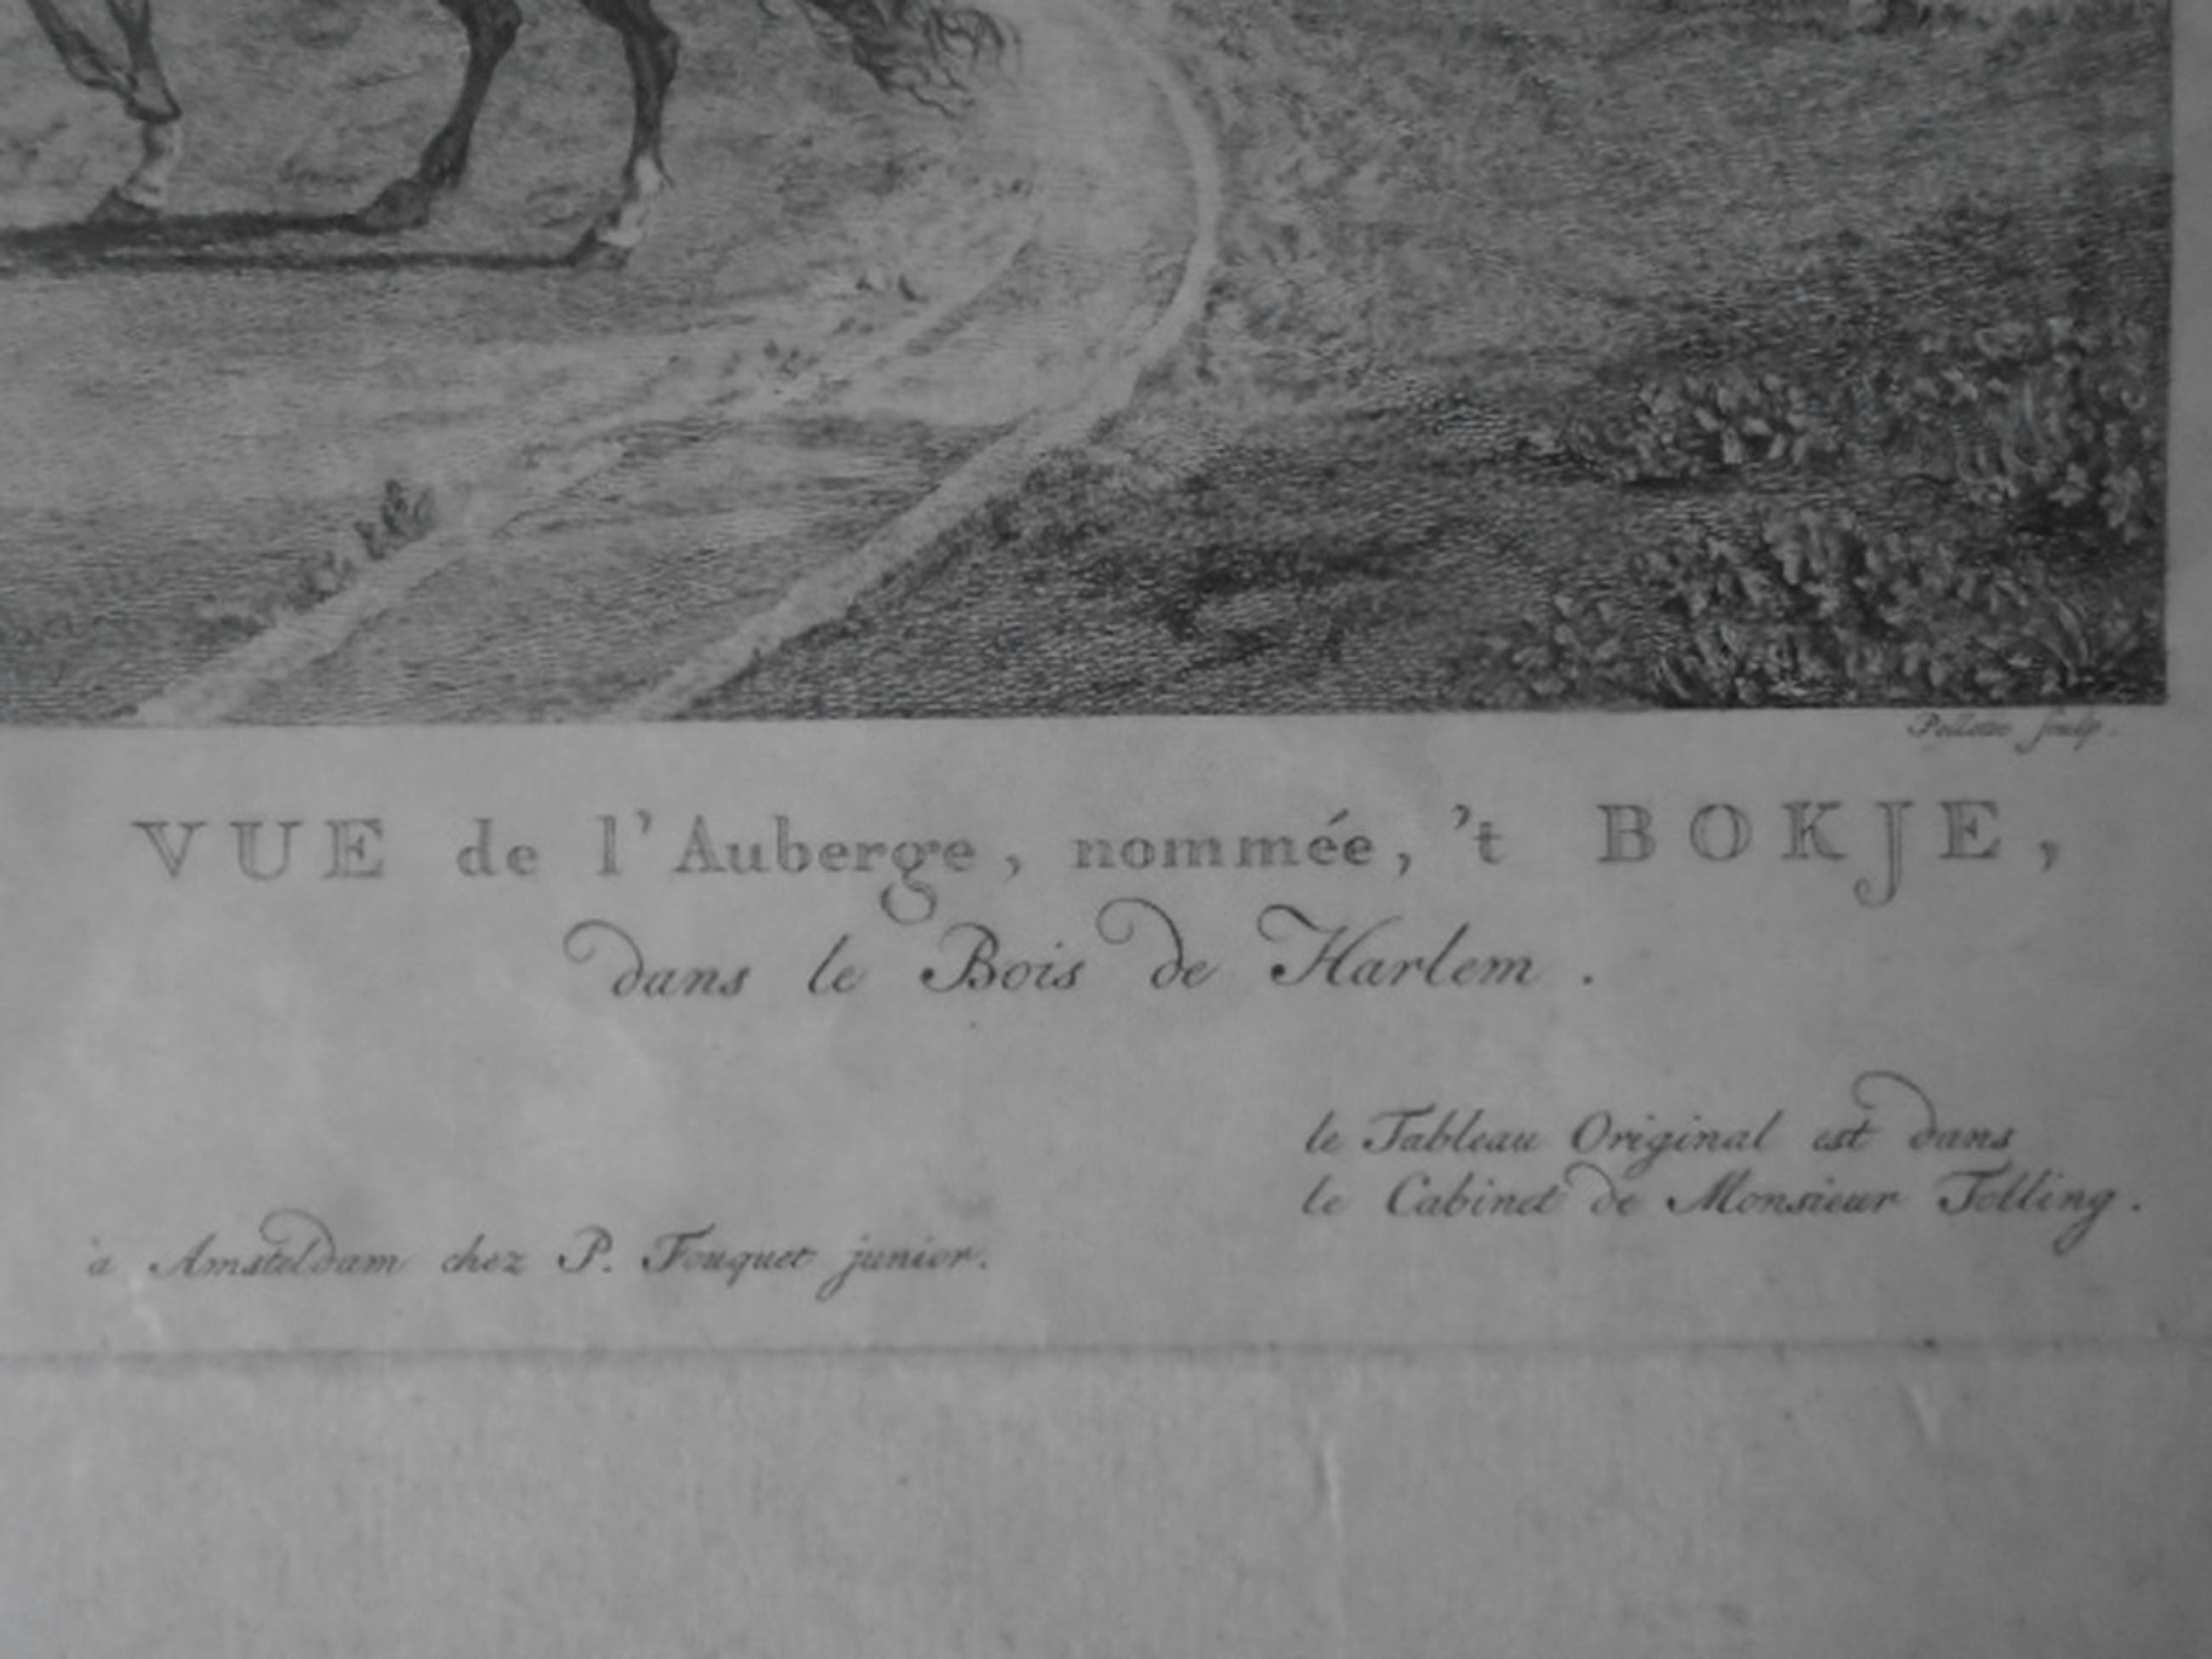 sculp.
VUE de l'Auberge, nommée, 't BOKJE,
dans le Bois de Harlem .
le Tableau Original est dans
le Cabinet de Monsieur Tolling .
à Amsteldam chez P. Fouquet junior.